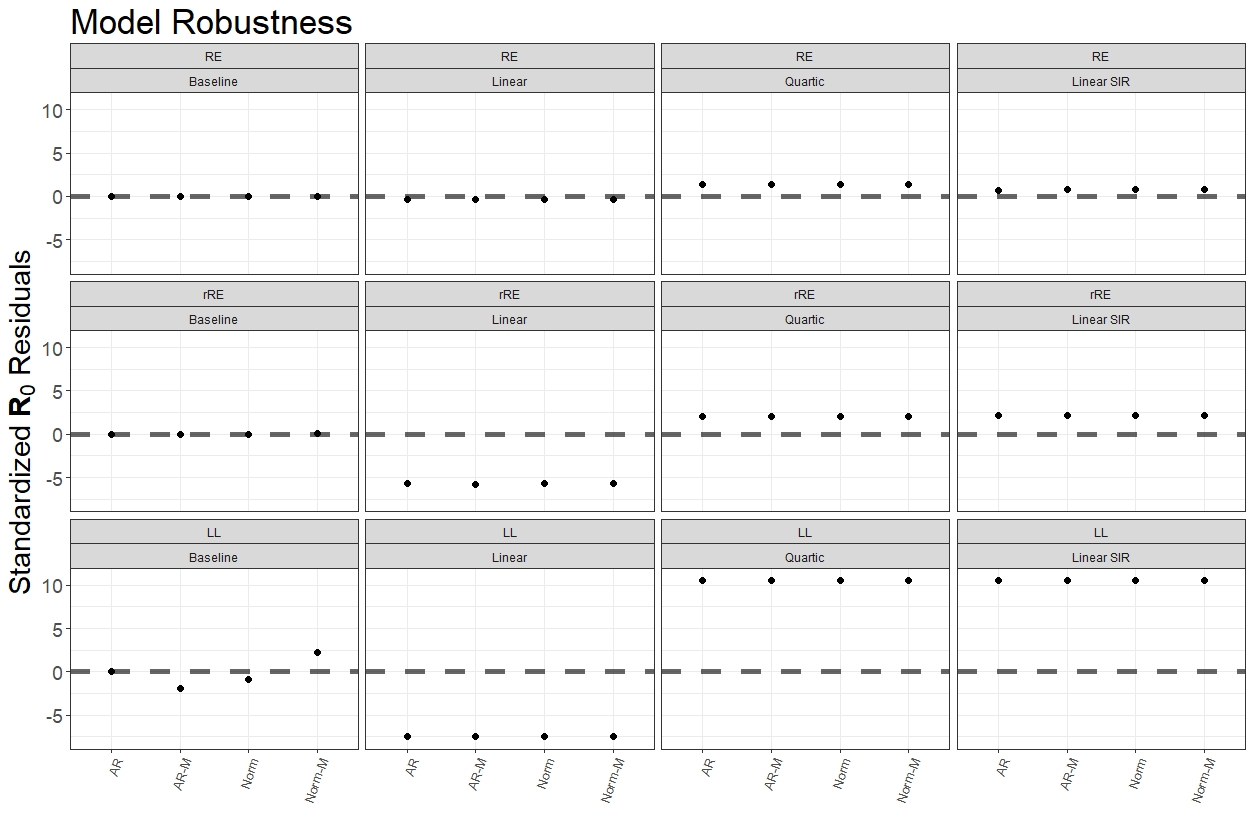 Model Robustness
Standardized R0 Residuals
RE RE RE RE
Baseline Linear Quartic Linear SIR
10
5
0
-5
rRE rRE rRE rRE
Baseline Linear Quartic Linear SIR
10
5
0
-5
LL LL LL LL
Baseline Linear Quartic Linear SIR
10
5
0
-5
AR AR-M Norm Norm-M AR AR-M Norm Norm-M AR AR-M Norm Norm-M AR AR-M Norm Norm-M